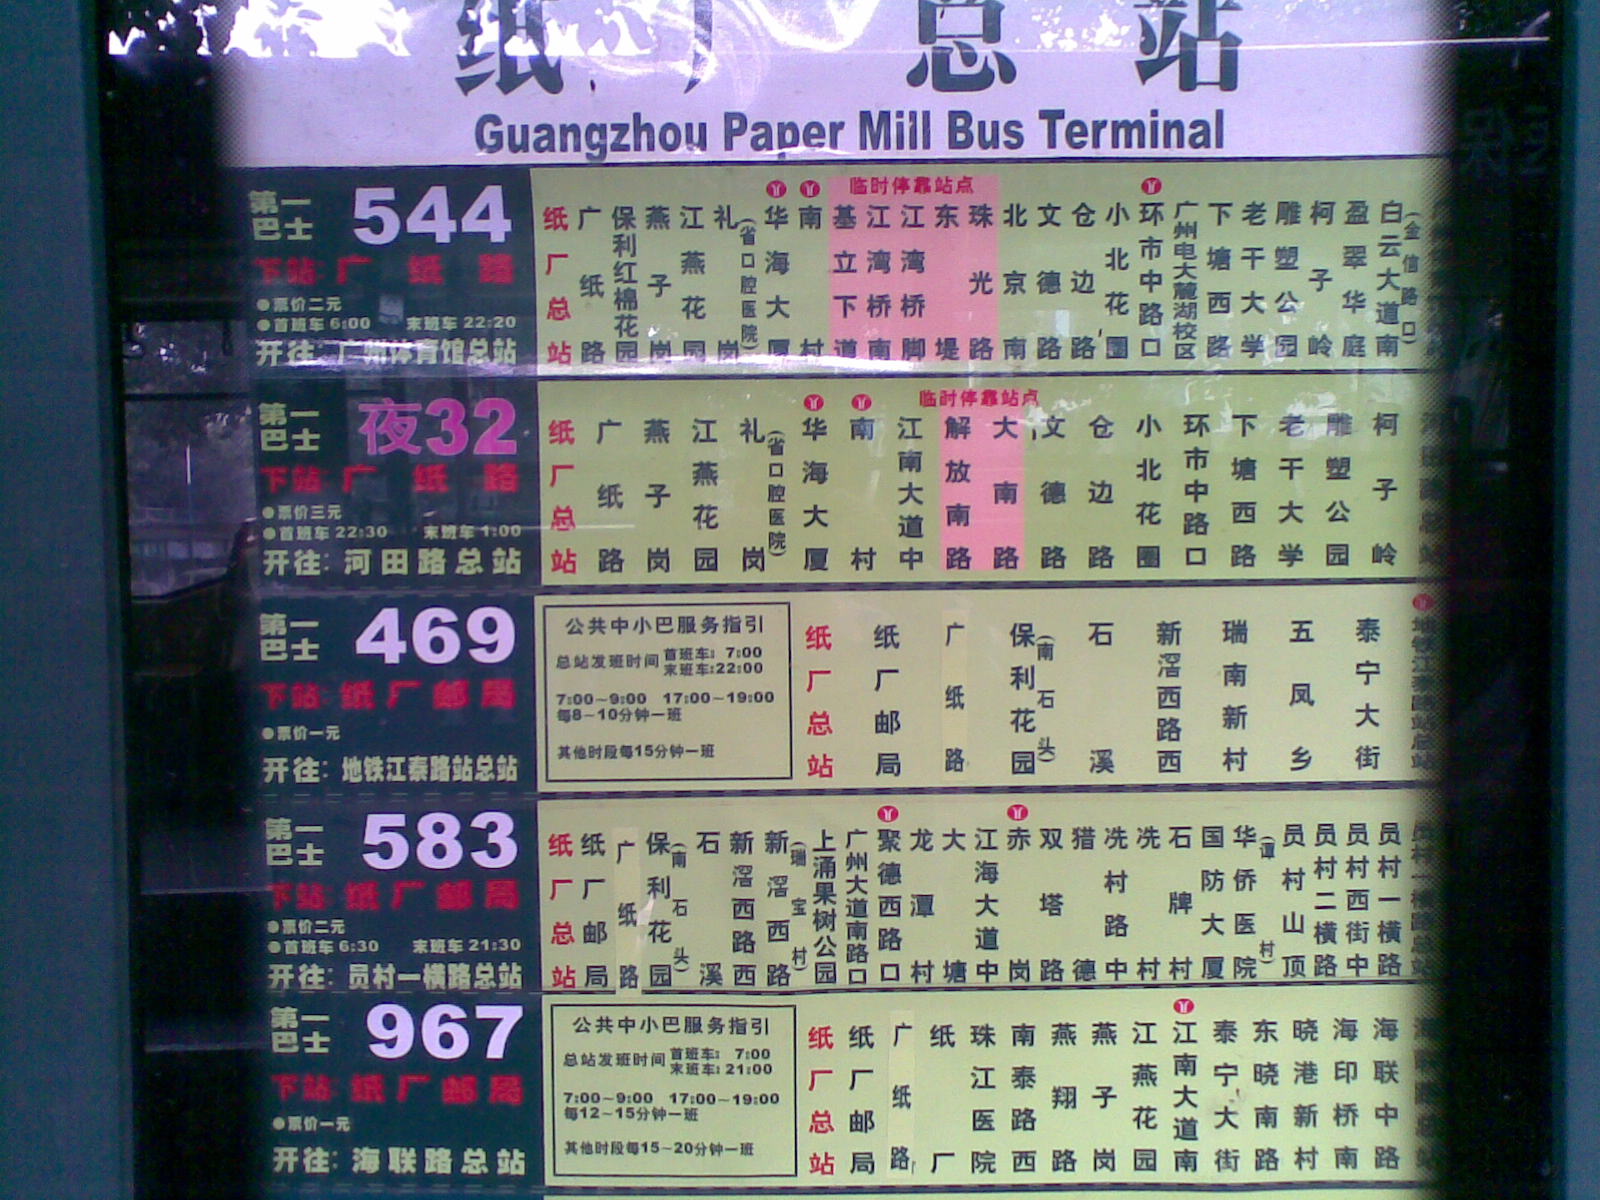 纸厂总站
Guangzhou Paper Mill Bus Terminal
第一巴士 544
下站: 广纸路
●票价二元
●首班车 6:00 末班车 22:20
开往: 广州体育馆总站
临时停靠站点
纸厂总站
广纸路
保利红棉花园
燕子岗
江燕花园
礼岗
(省口腔医院)
华海大厦
南村
基立下道
江湾桥南
江湾桥脚
东堤
珠光路
北京南
文德路
仓边路
小北花圈
环市中路口
广州电大麓湖校区
下塘西路
老干大学
雕塑公园
柯子岭
盈翠华庭
白云大道南
(金信路口)
第一巴士 夜32
下站: 广纸路
●票价三元
●首班车 22:30 末班车 1:00
开往: 河田路总站
临时停靠站点
纸厂总站
广纸路
燕子岗
江燕花园
礼岗
(省口腔医院)
华海大厦
南村
江南大道中
解放南路
大南路
文德路
仓边路
小北花圈
环市中路口
下塘西路
老干大学
雕塑公园
柯子岭
第一巴士 469
下站: 纸厂邮局
●票价一元
开往: 地铁江泰路站总站
公共中小巴服务指引
总站发班时间 首班车: 7:00
末班车:22:00
7:00~9:00 17:00~19:00
每8~10分钟一班
其他时段每15分钟一班
纸厂总站
纸厂邮局
广纸路
保利花园
(南石头)
石溪
新滘西路西
瑞南新村
五凤乡
泰宁大街
地铁江泰路站总站
第一巴士 583
下站: 纸厂邮局
●票价二元
●首班车 6:30 末班车 21:30
开往: 员村一横路总站
纸厂总站
纸厂邮局
广纸路
保利花园
(南石头)
石溪
新滘西路西
新滘西路
(瑞宝村)
上涌果树公园
广州大道南路口
聚德西路口
龙潭村
大塘
江海大道中
赤岗
双塔路
猎德
冼村路中
冼村
石牌村
国防大厦
华侨医院
(谭村)
员村山顶
员村二横路
员村西街中
员村一横路
员村一横路总站
第一巴士 967
下站: 纸厂邮局
●票价一元
开往: 海联路总站
公共中小巴服务指引
总站发班时间 首班车: 7:00
末班车: 21:00
7:00~9:00 17:00~19:00
每12~15分钟一班
其他时段每15~20分钟一班
纸厂总站
纸厂邮局
广纸路
纸厂
珠江医院
南泰路西
燕翔路
燕子岗
江燕花园
江南大道南
泰宁大街
东晓南路
晓港新村
海印桥南
海联中路